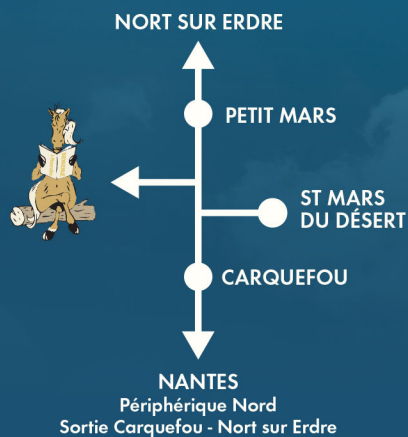 NORT SUR ERDRE
PETIT MARS
ST MARS
DU DÉSERT
CARQUEFOU
NANTES
Périphérique Nord
Sortie Carquefou - Nort sur Erdre